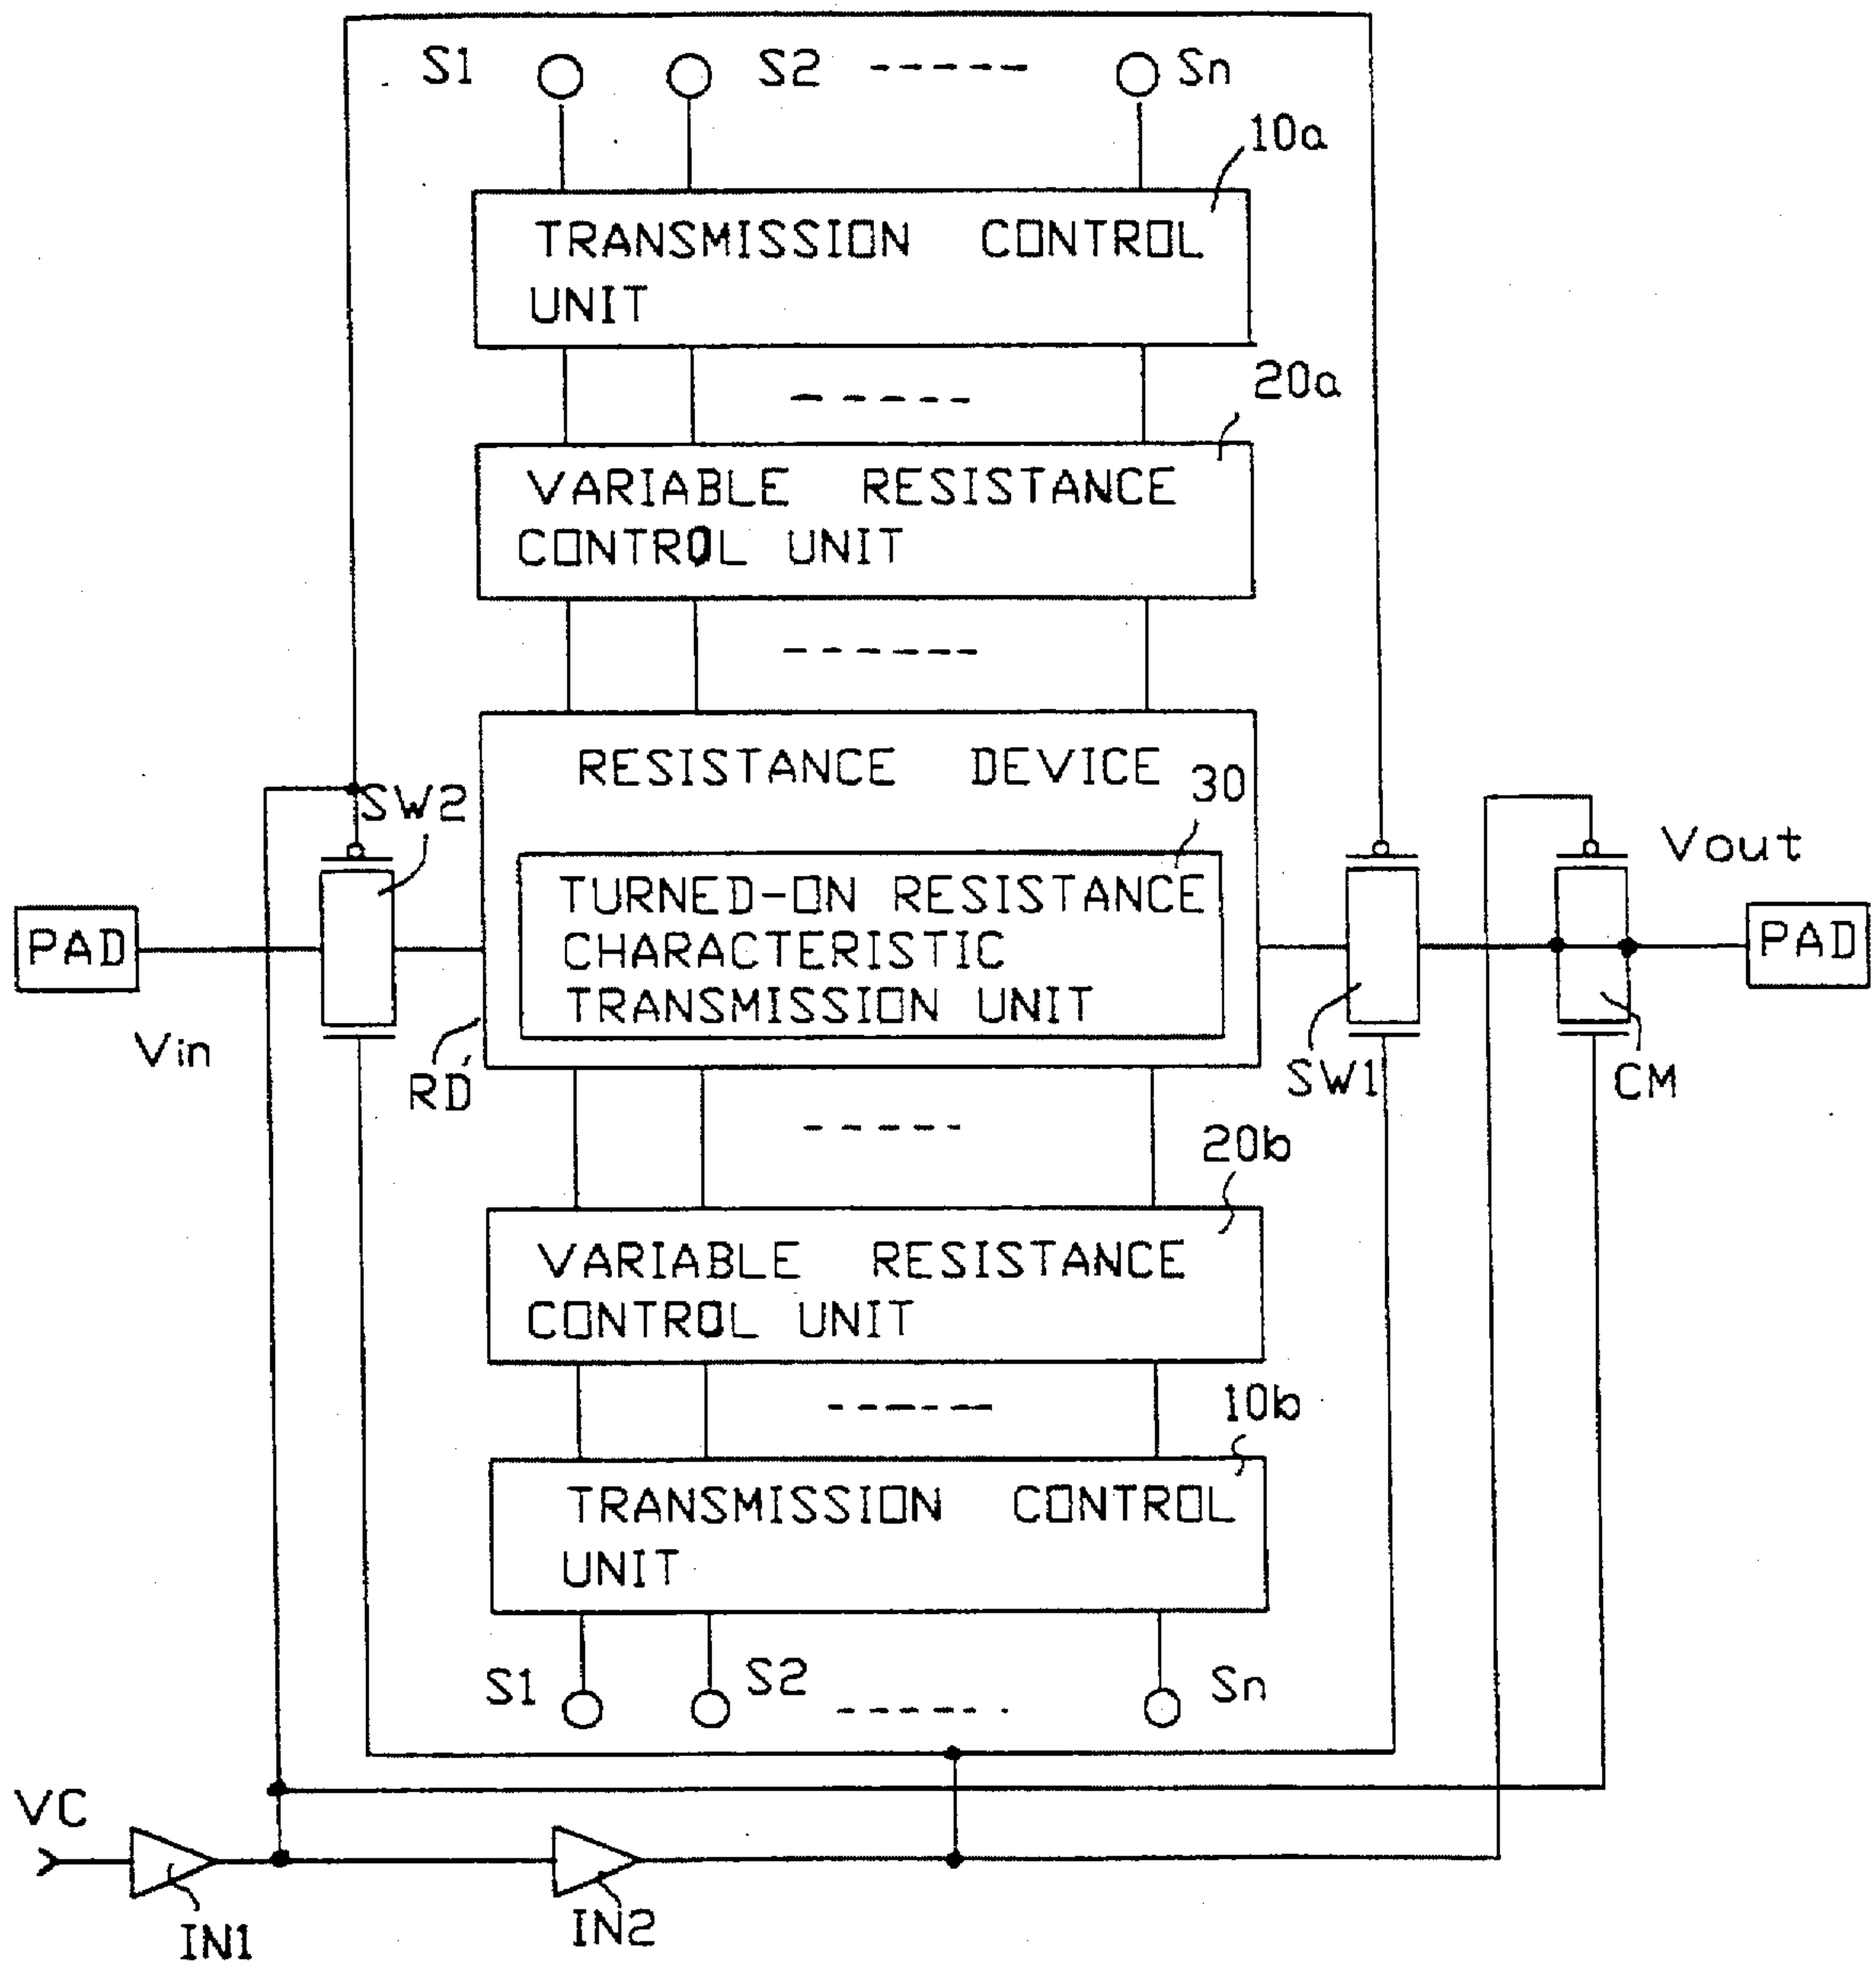 S1 S2 Sn
10a
TRANSMISSION CONTROL
UNIT
20a
VARIABLE RESISTANCE
CONTROL UNIT
RESISTANCE DEVICE
30
SW2
TURNED-ON RESISTANCE
CHARACTERISTIC
TRANSMISSION UNIT
Vout
PAD
PAD
Vin
RD
SW1
CM
20b
VARIABLE RESISTANCE
CONTROL UNIT
10b
TRANSMISSION CONTROL
UNIT
S1 S2 Sn
VC
IN1
IN2